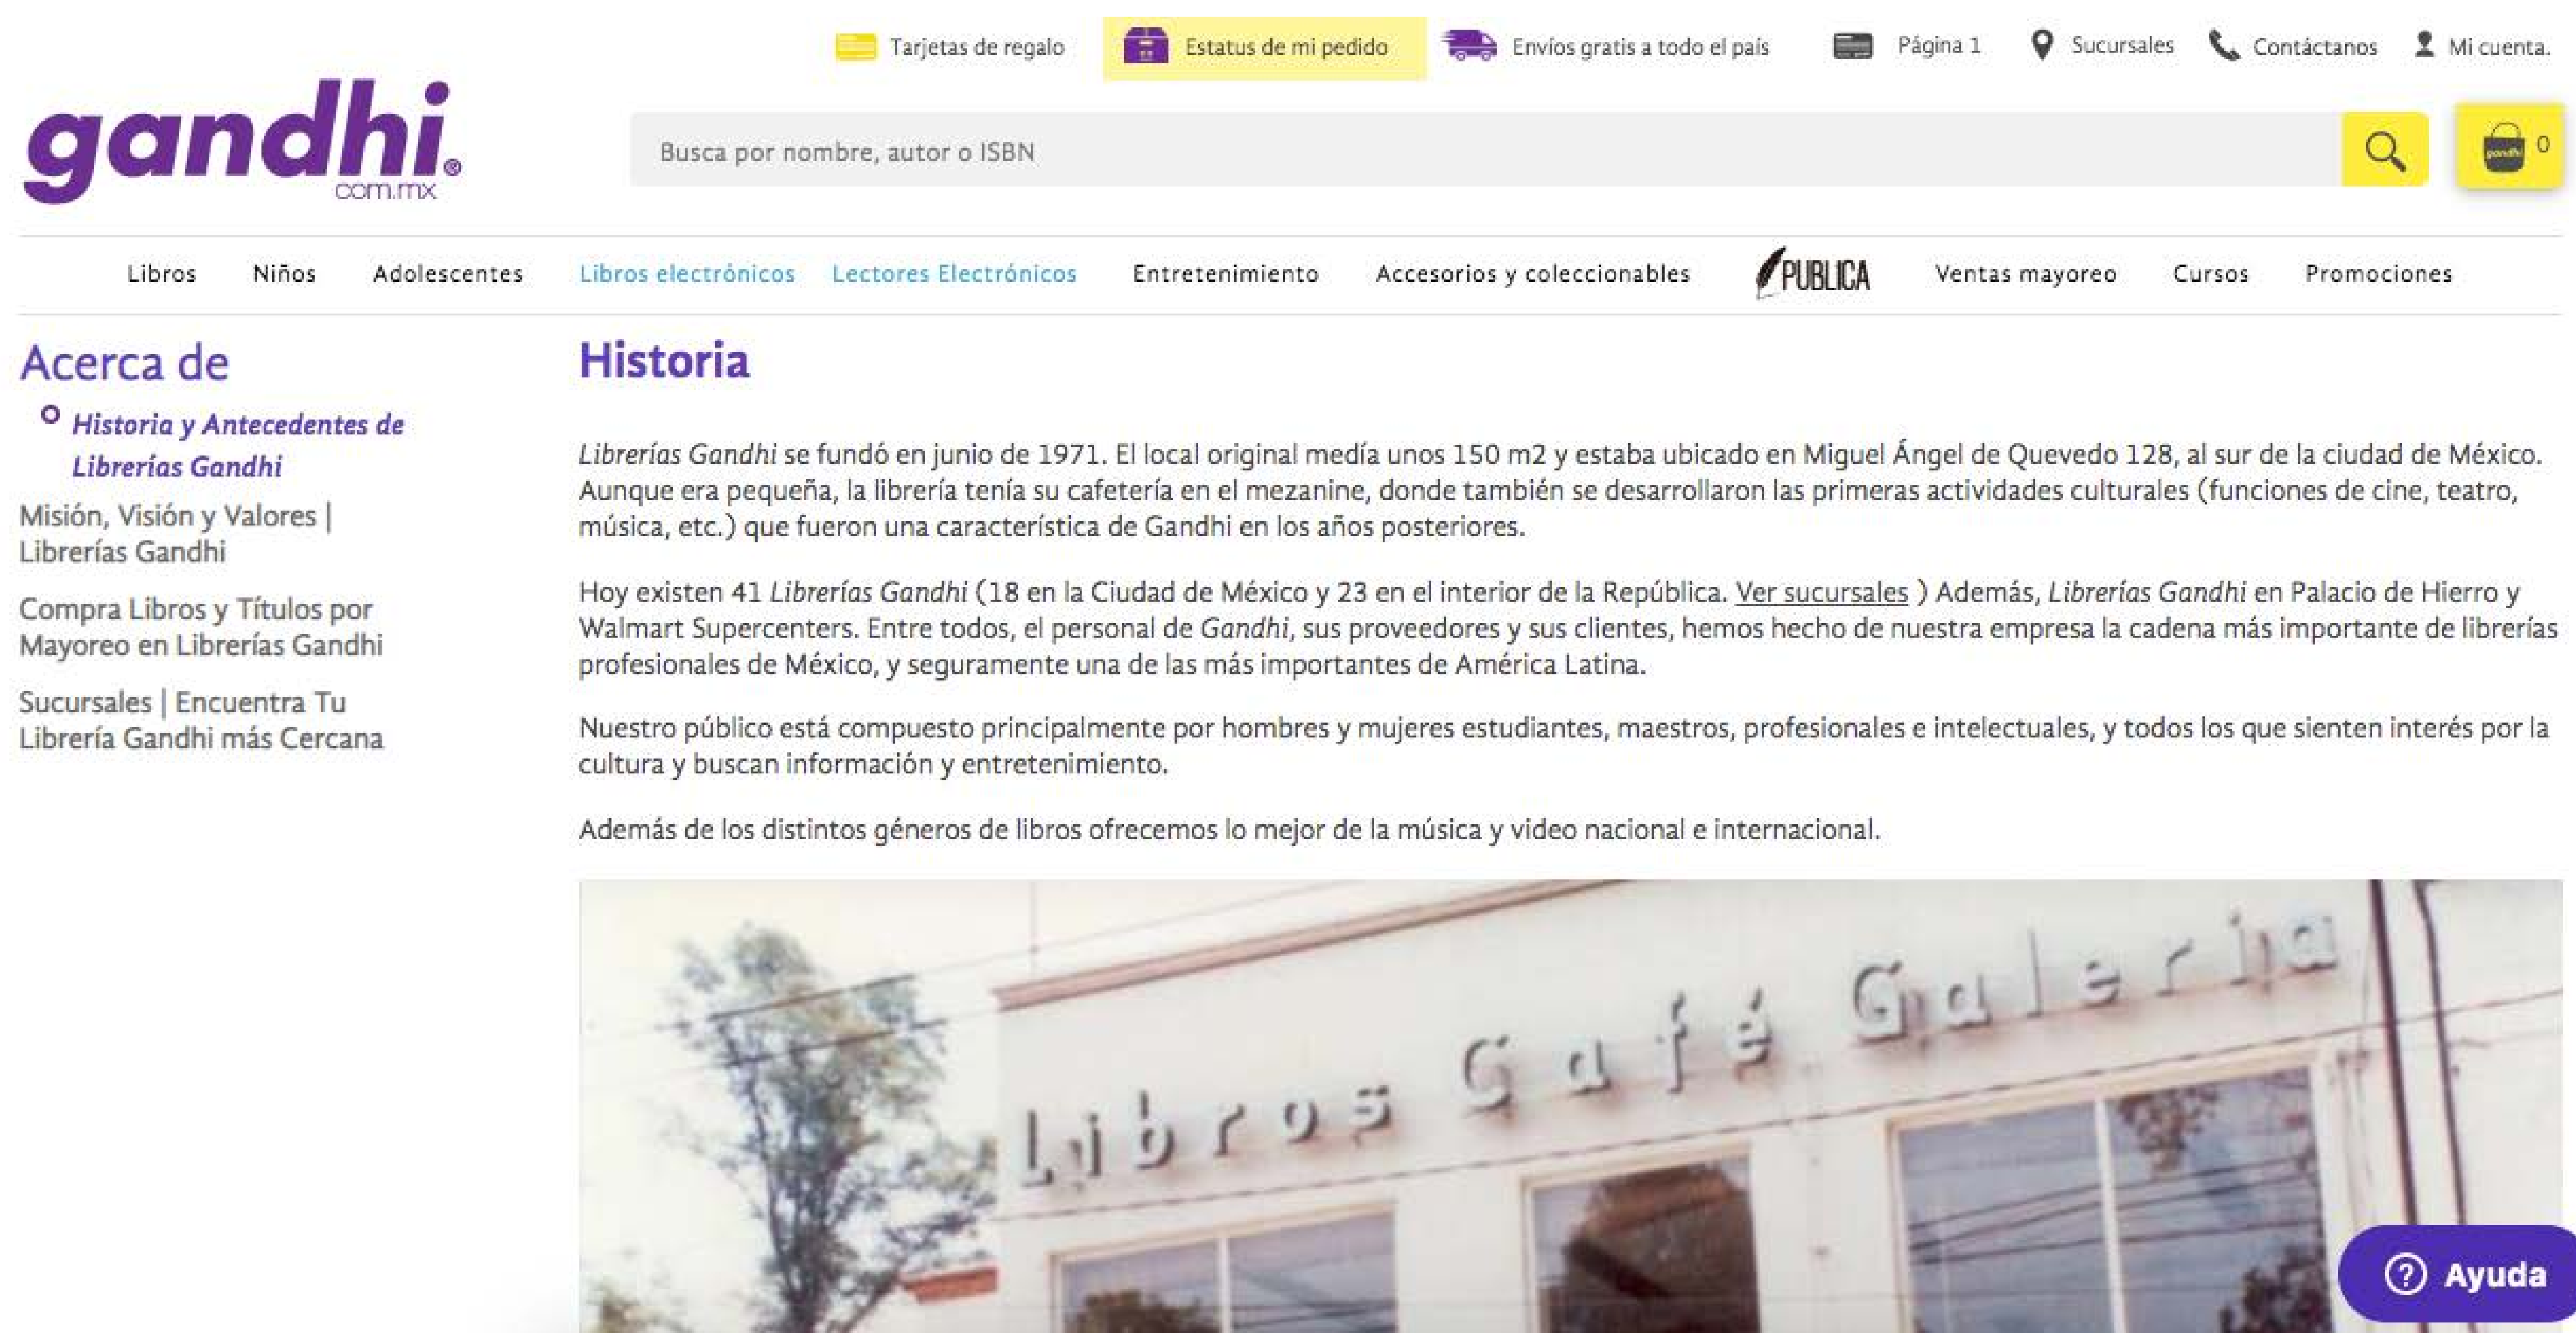 Tarjetas de regalo
Estatus de mi pedido
Envíos gratis a todo el país
Página 1
Sucursales
Contáctanos
Mi cuenta.
gandhi®
com.mx
Busca por nombre, autor o ISBN
gandhi
0
Libros
Niños
Adolescentes
Libros electrónicos
Lectores Electrónicos
Entretenimiento
Accesorios y coleccionables
PUBLICA
Ventas mayoreo
Cursos
Promociones
Acerca de
Historia y Antecedentes de
Librerías Gandhi
Misión, Visión y Valores |
Librerías Gandhi
Compra Libros y Títulos por
Mayoreo en Librerías Gandhi
Sucursales | Encuentra Tu
Librería Gandhi más Cercana
Historia
Librerías Gandhi se fundó en junio de 1971. El local original medía unos 150 m2 y estaba ubicado en Miguel Ángel de Quevedo 128, al sur de la ciudad de México.
Aunque era pequeña, la librería tenía su cafetería en el mezanine, donde también se desarrollaron las primeras actividades culturales (funciones de cine, teatro,
música, etc.) que fueron una característica de Gandhi en los años posteriores.
Hoy existen 41 Librerías Gandhi (18 en la Ciudad de México y 23 en el interior de la República. Ver sucursales ) Además, Librerías Gandhi en Palacio de Hierro y
Walmart Supercenters. Entre todos, el personal de Gandhi, sus proveedores y sus clientes, hemos hecho de nuestra empresa la cadena más importante de librerías
profesionales de México, y seguramente una de las más importantes de América Latina.
Nuestro público está compuesto principalmente por hombres y mujeres estudiantes, maestros, profesionales e intelectuales, y todos los que sienten interés por la
cultura y buscan información y entretenimiento.
Además de los distintos géneros de libros ofrecemos lo mejor de la música y video nacional e internacional.
Libros Café Galería
Ayuda